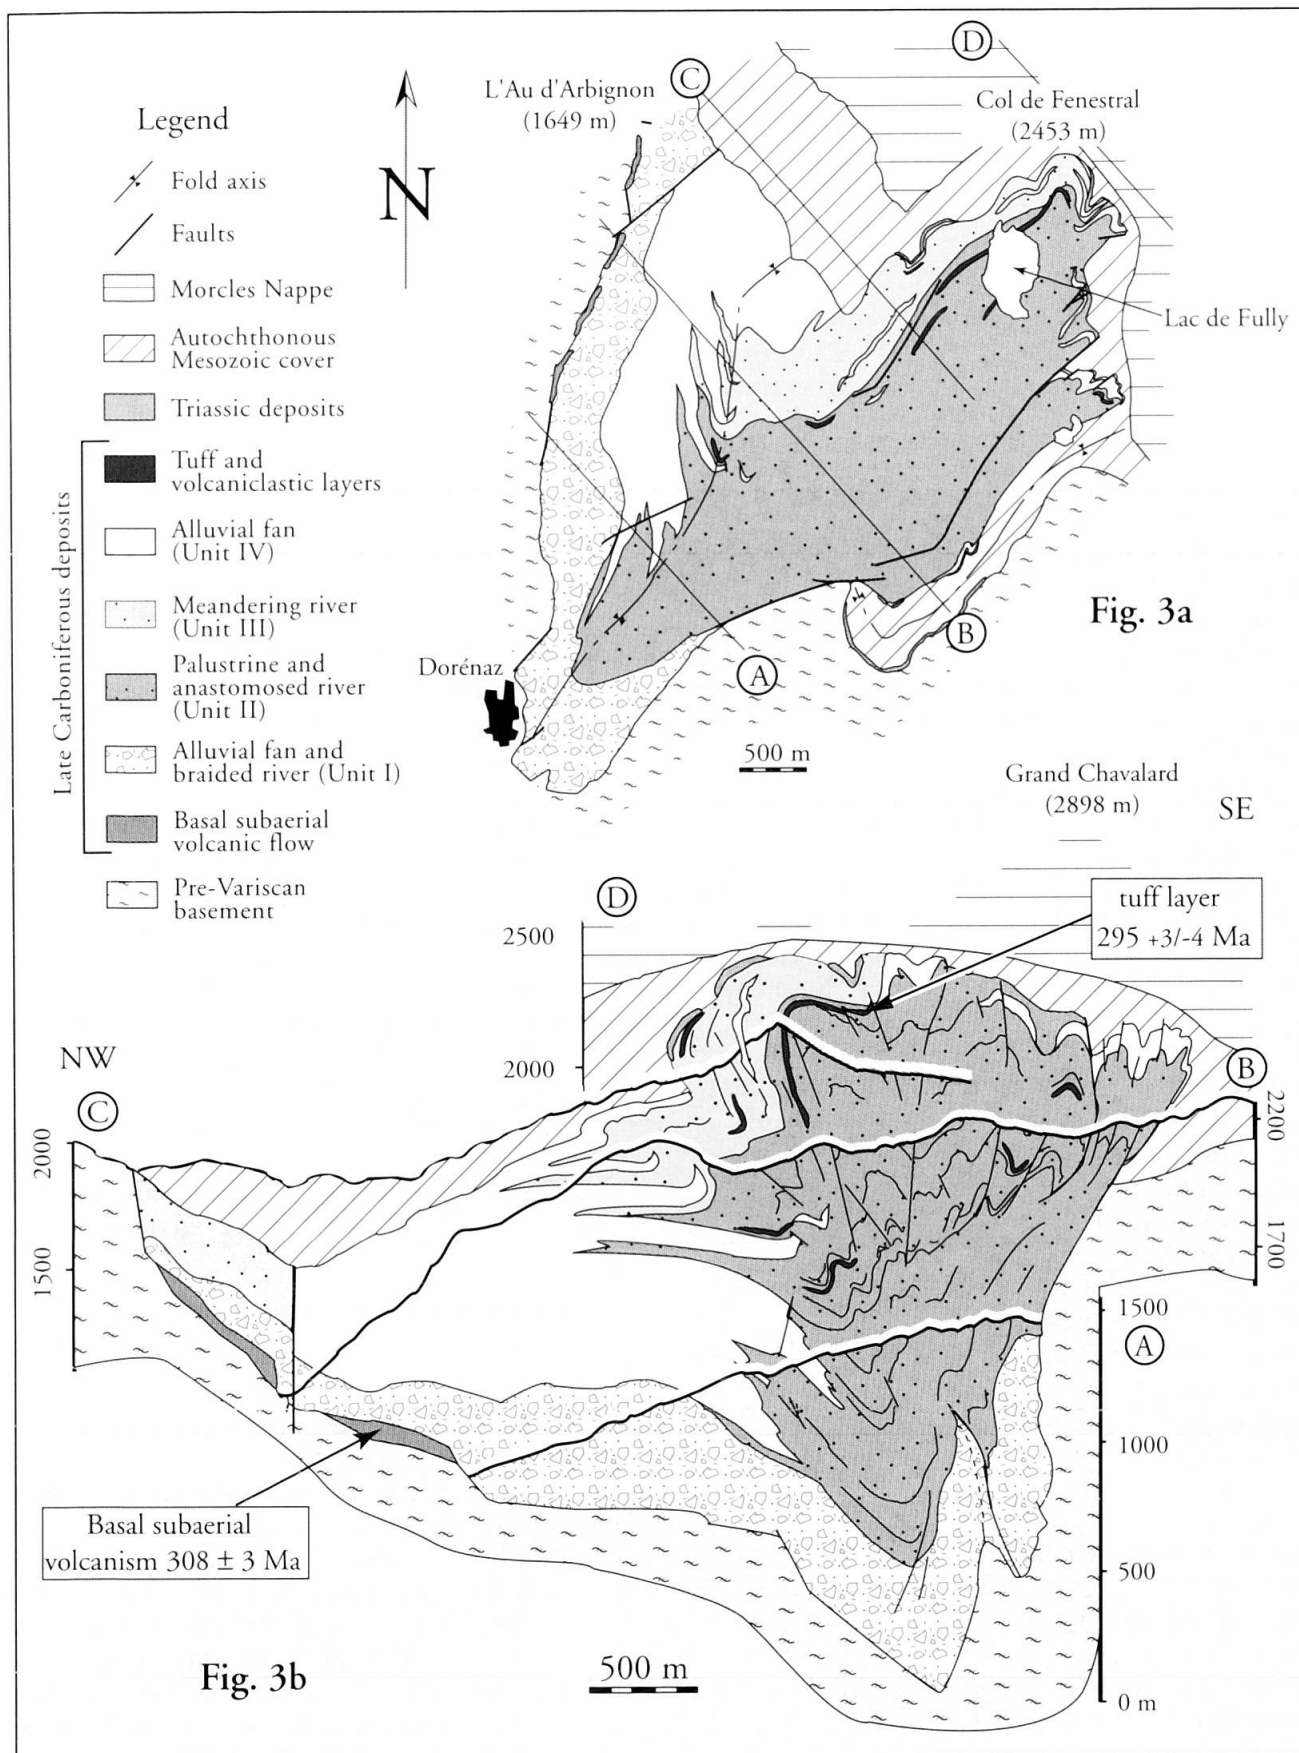 Legend
Fold axis
Faults
Morcles Nappe
Autochthonous
Mesozoic cover
Triassic deposits
Late Carboniferous deposits
Tuff and
volcaniclastic layers
Alluvial fan
(Unit IV)
Meandering river
(Unit III)
Palustrine and
anastomosed river
(Unit II)
Alluvial fan and
braided river (Unit I)
Basal subaerial
volcanic flow
Pre-Variscan
basement
N
L'Au d'Arbignon
(1649 m)
C
D
Col de Fenestral
(2453 m)
Lac de Fully
Fig. 3a
B
A
Dorénaz
500 m
Grand Chavalard
(2898 m)
SE
D
tuff layer
295 +3/-4 Ma
2500
2000
NW
C
B
2000
1500
2200
1700
1500
A
1000
500
0 m
Basal subaerial
volcanism 308 ± 3 Ma
Fig. 3b
500 m